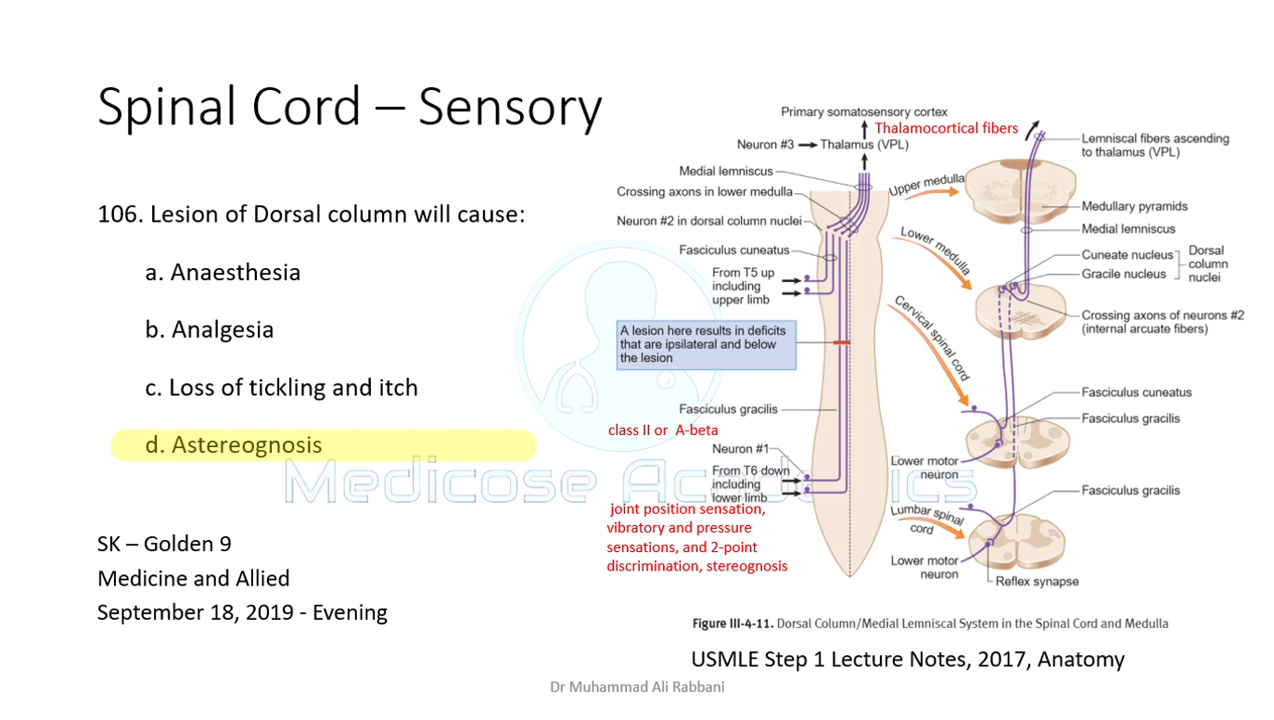 Spinal Cord – Sensory
106. Lesion of Dorsal column will cause:
a. Anaesthesia
b. Analgesia
c. Loss of tickling and itch
d. Astereognosis
SK – Golden 9
Medicine and Allied
September 18, 2019 - Evening
Primary somatosensory cortex
Thalamocortical fibers
Neuron #3
Thalamus (VPL)
Medial lemniscus
Crossing axons in lower medulla
Neuron #2 in dorsal column nuclei
Fasciculus cuneatus
From T5 up
including
upper limb
A lesion here results in deficits
that are ipsilateral and below
the lesion
Fasciculus gracilis
class II or A-beta
Neuron #1
From T6 down
including
lower limb
joint position sensation,
vibratory and pressure
sensations, and 2-point
discrimination, stereognosis
Upper medulla
Lower medulla
Cervical spinal cord
Lumbar spinal
cord
Lemniscal fibers ascending
to thalamus (VPL)
Medullary pyramids
Medial lemniscus
Cuneate nucleus
Gracile nucleus
Dorsal
column
nuclei
Crossing axons of neurons #2
(internal arcuate fibers)
Fasciculus cuneatus
Fasciculus gracilis
Lower motor
neuron
Fasciculus gracilis
Lower motor
neuron
Reflex synapse
Figure III-4-11. Dorsal Column/Medial Lemniscal System in the Spinal Cord and Medulla
USMLE Step 1 Lecture Notes, 2017, Anatomy
Dr Muhammad Ali Rabbani